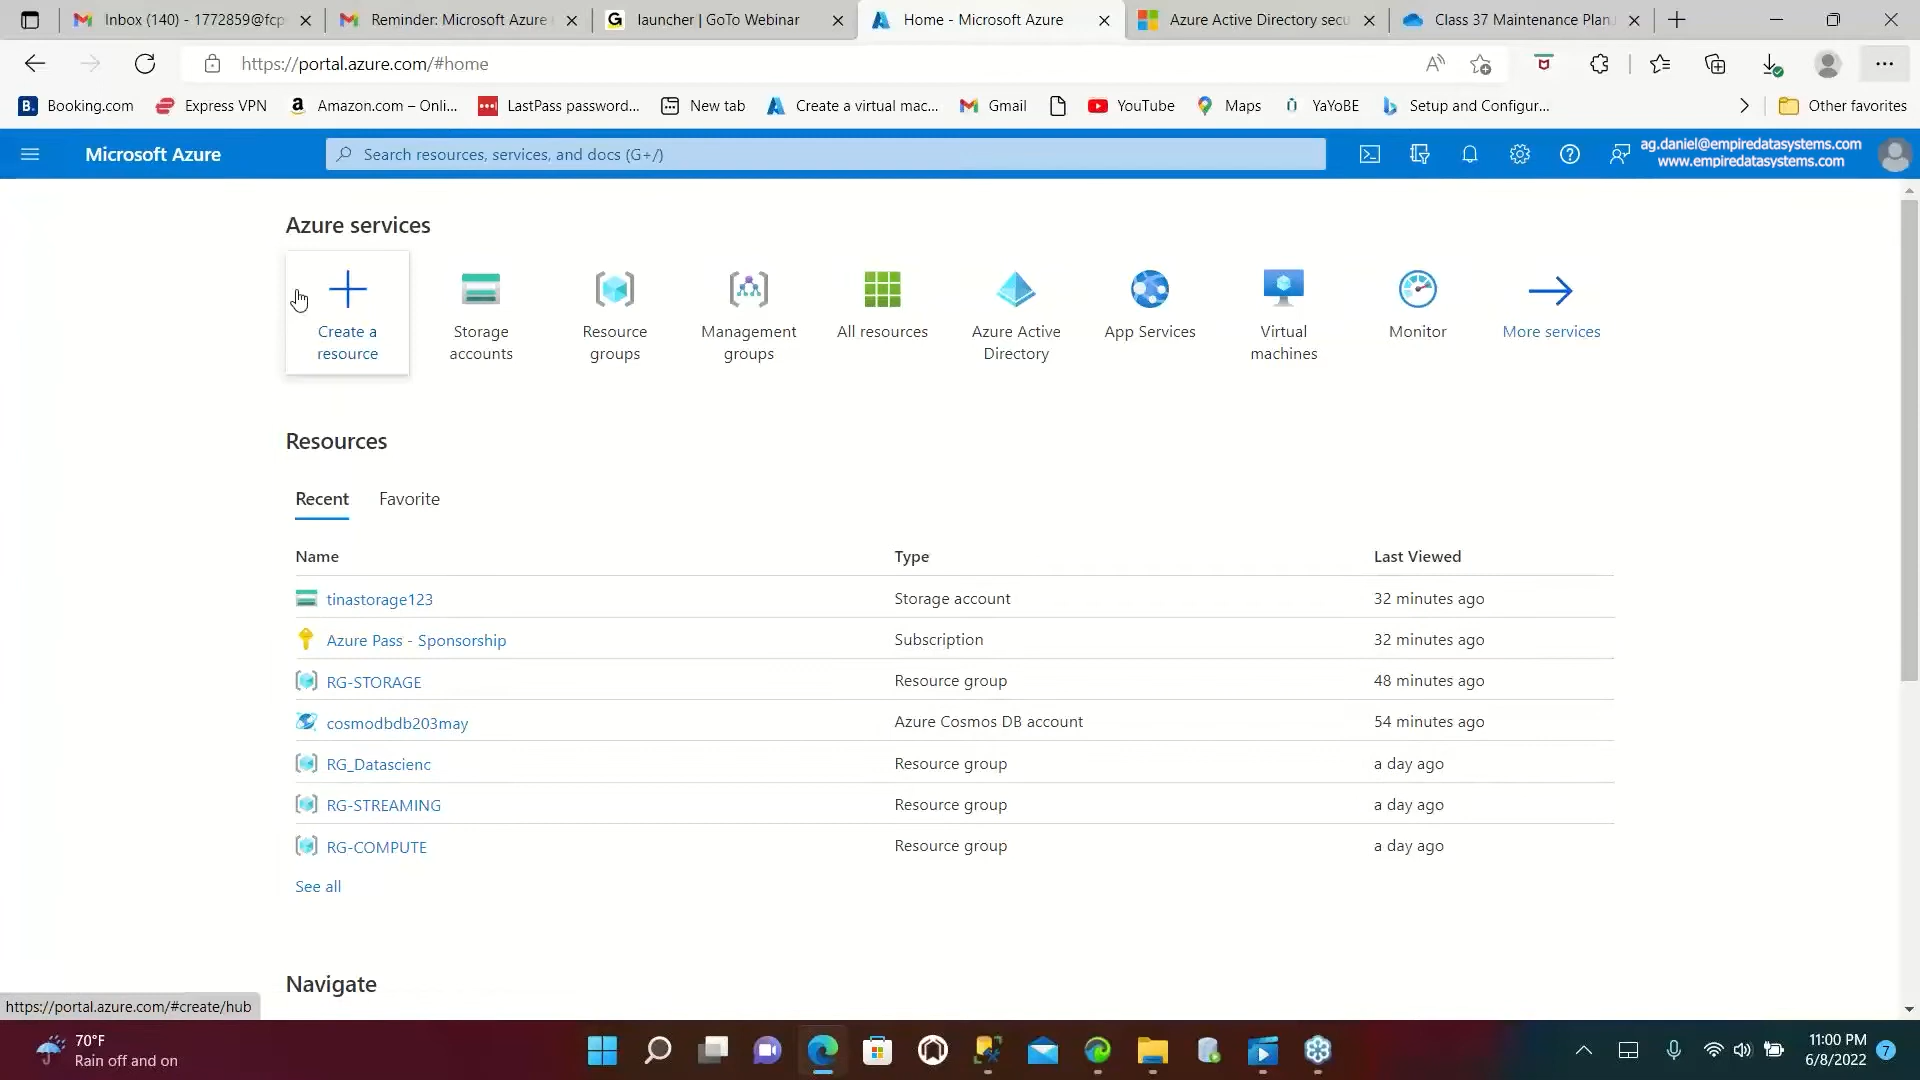 Inbox (140) - 1772859@fcp
Reminder: Microsoft Azure
launcher | GoTo Webinar
Home - Microsoft Azure
Azure Active Directory secu
Class 37 Maintenance Plan.
https://portal.azure.com/#home
Booking.com
Express VPN
Amazon.com – Onli...
LastPass password...
New tab
Create a virtual mac...
Gmail
YouTube
Maps
YaYoBE
Setup and Configur...
Other favorites
Microsoft Azure
Search resources, services, and docs (G+/)
ag.daniel@empiredatasystems.com
www.empiredatasystems.com
Azure services
Create a
resource
Storage
accounts
Resource
groups
Management
groups
All resources
Azure Active
Directory
App Services
Virtual
machines
Monitor
More services
Resources
Recent
Favorite
Name Type Last Viewed
tinastorage123 Storage account 32 minutes ago
Azure Pass - Sponsorship Subscription 32 minutes ago
RG-STORAGE Resource group 48 minutes ago
cosmodbdb203may Azure Cosmos DB account 54 minutes ago
RG_Datascienc Resource group a day ago
RG-STREAMING Resource group a day ago
RG-COMPUTE Resource group a day ago
See all
Navigate
https://portal.azure.com/#create/hub
70°F
Rain off and on
11:00 PM
6/8/2022
7